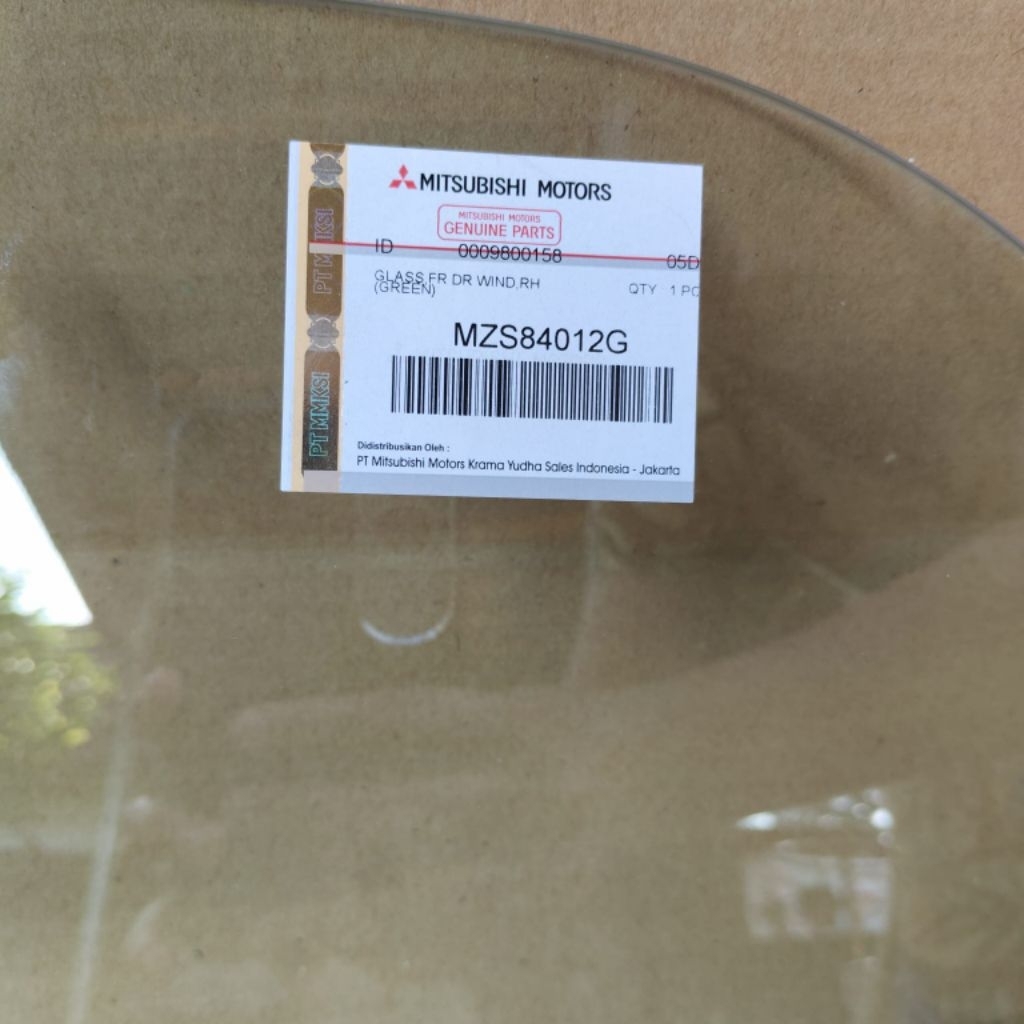 MITSUBISHI MOTORS
MITSUBISHI MOTORS
GENUINE PARTS
ID 0009800158 05D
GLASS,FR DR WIND,RH QTY 1 PC
(GREEN)
MZS84012G
Didistribusikan Oleh :
PT Mitsubishi Motors Krama Yudha Sales Indonesia - Jakarta
PT MMKSI
PT MMKSI